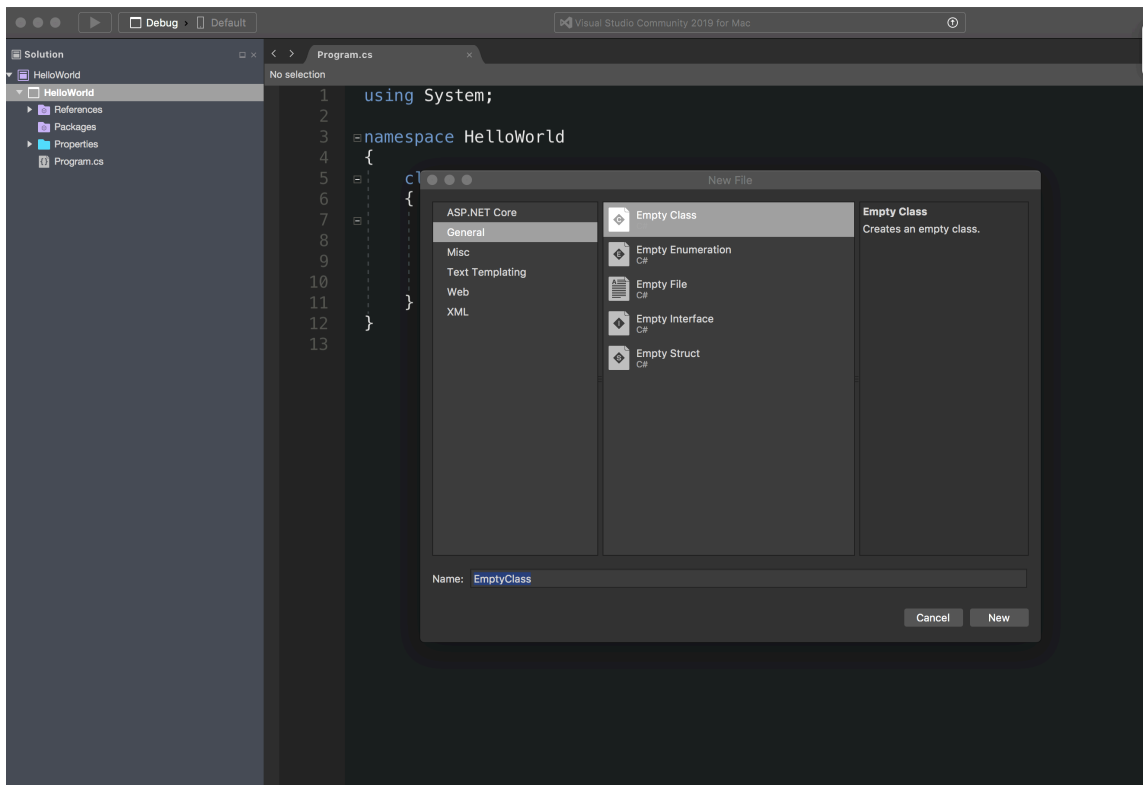 Debug › Default
Visual Studio Community 2019 for Mac
Solution
HelloWorld
HelloWorld
References
Packages
Properties
Program.cs
Program.cs
No selection
1 using System;
2
3 namespace HelloWorld
4 {
5 cl
6 {
7
8
9
10
11 }
12 }
13
New File
ASP.NET Core
General
Misc
Text Templating
Web
XML
Empty Class
Empty Enumeration
C#
Empty File
C#
Empty Interface
C#
Empty Struct
C#
Empty Class
Creates an empty class.
Name: EmptyClass
Cancel New